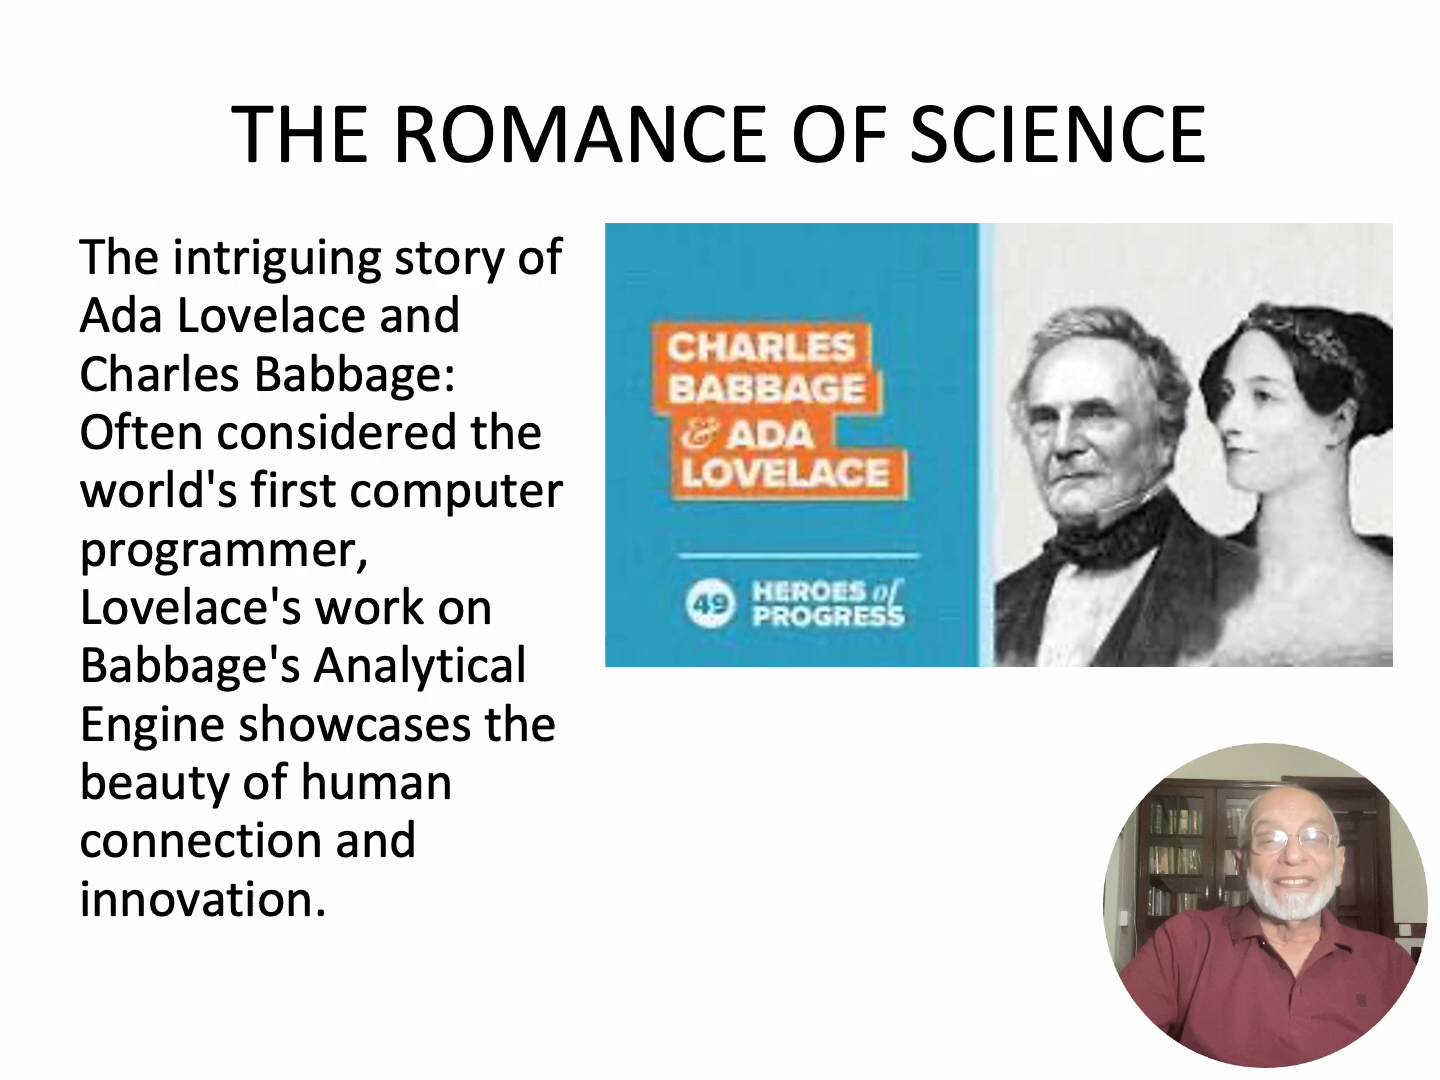 THE ROMANCE OF SCIENCE
The intriguing story of
Ada Lovelace and
Charles Babbage:
Often considered the
world's first computer
programmer,
Lovelace's work on
Babbage's Analytical
Engine showcases the
beauty of human
connection and
innovation.
CHARLES
BABBAGE
& ADA
LOVELACE
49
HEROES of
PROGRESS